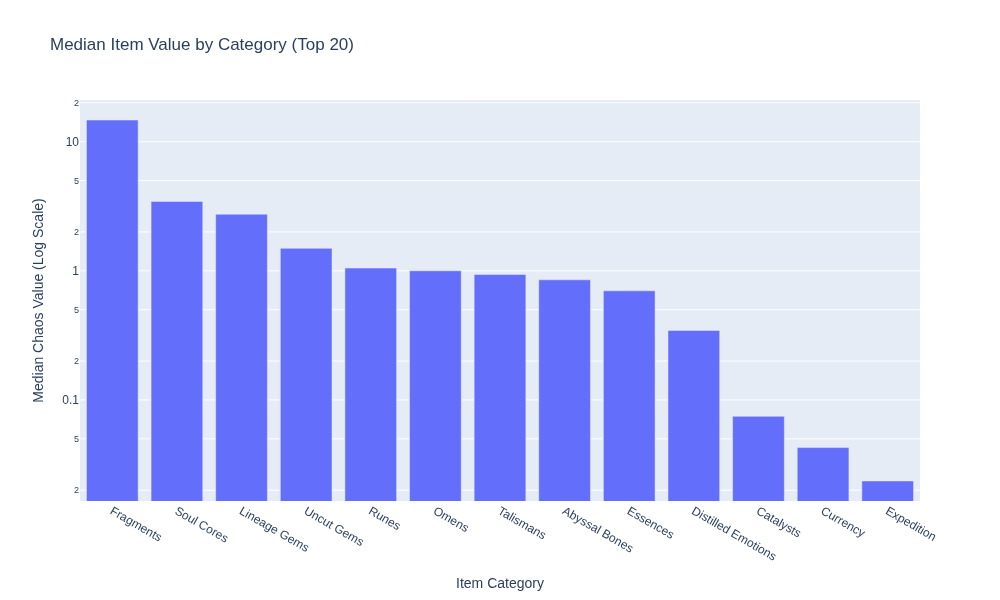 Median Item Value by Category (Top 20)
2
10
5
2
1
5
2
0.1
5
2
Median Chaos Value (Log Scale)
Fragments
Soul Cores
Lineage Gems
Uncut Gems
Runes
Omens
Talismans
Abyssal Bones
Essences
Distilled Emotions
Catalysts
Currency
Expedition
Item Category